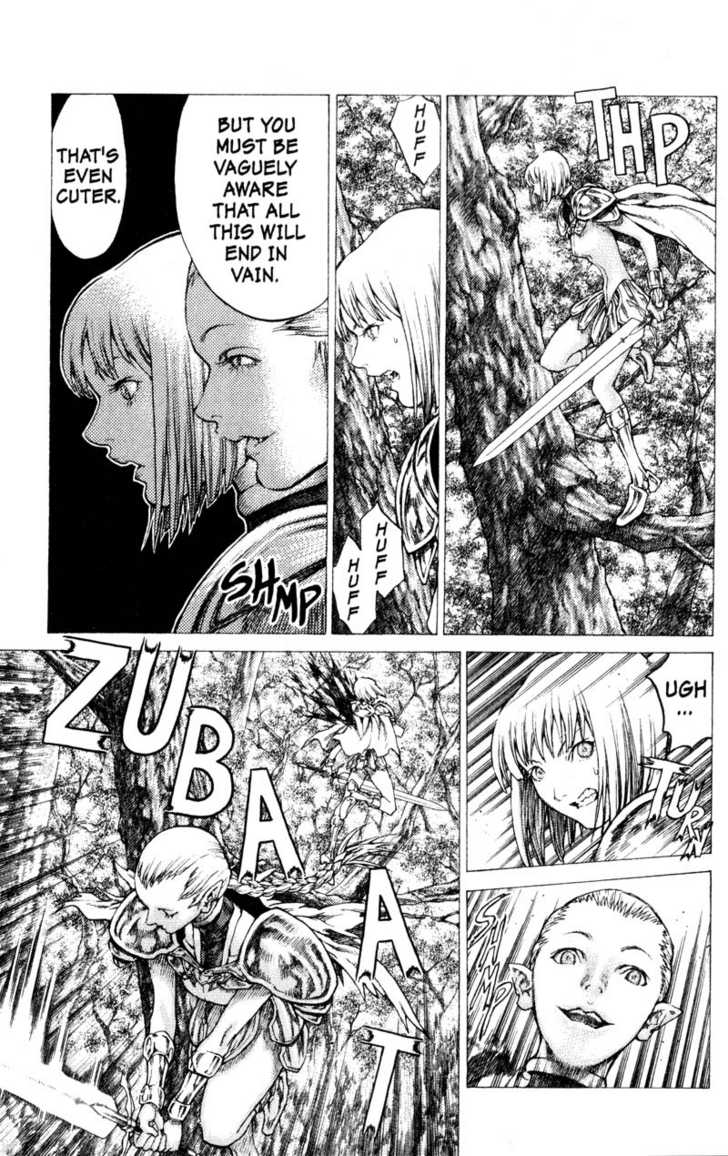 THP
HUFF
HUFF
HUFF
BUT YOU
MUST BE
VAGUELY
AWARE
THAT ALL
THIS WILL
END IN
VAIN.
THAT'S
EVEN
CUTER.
SHMP
UGH
...
TURN
SHMP
ZUBAAT